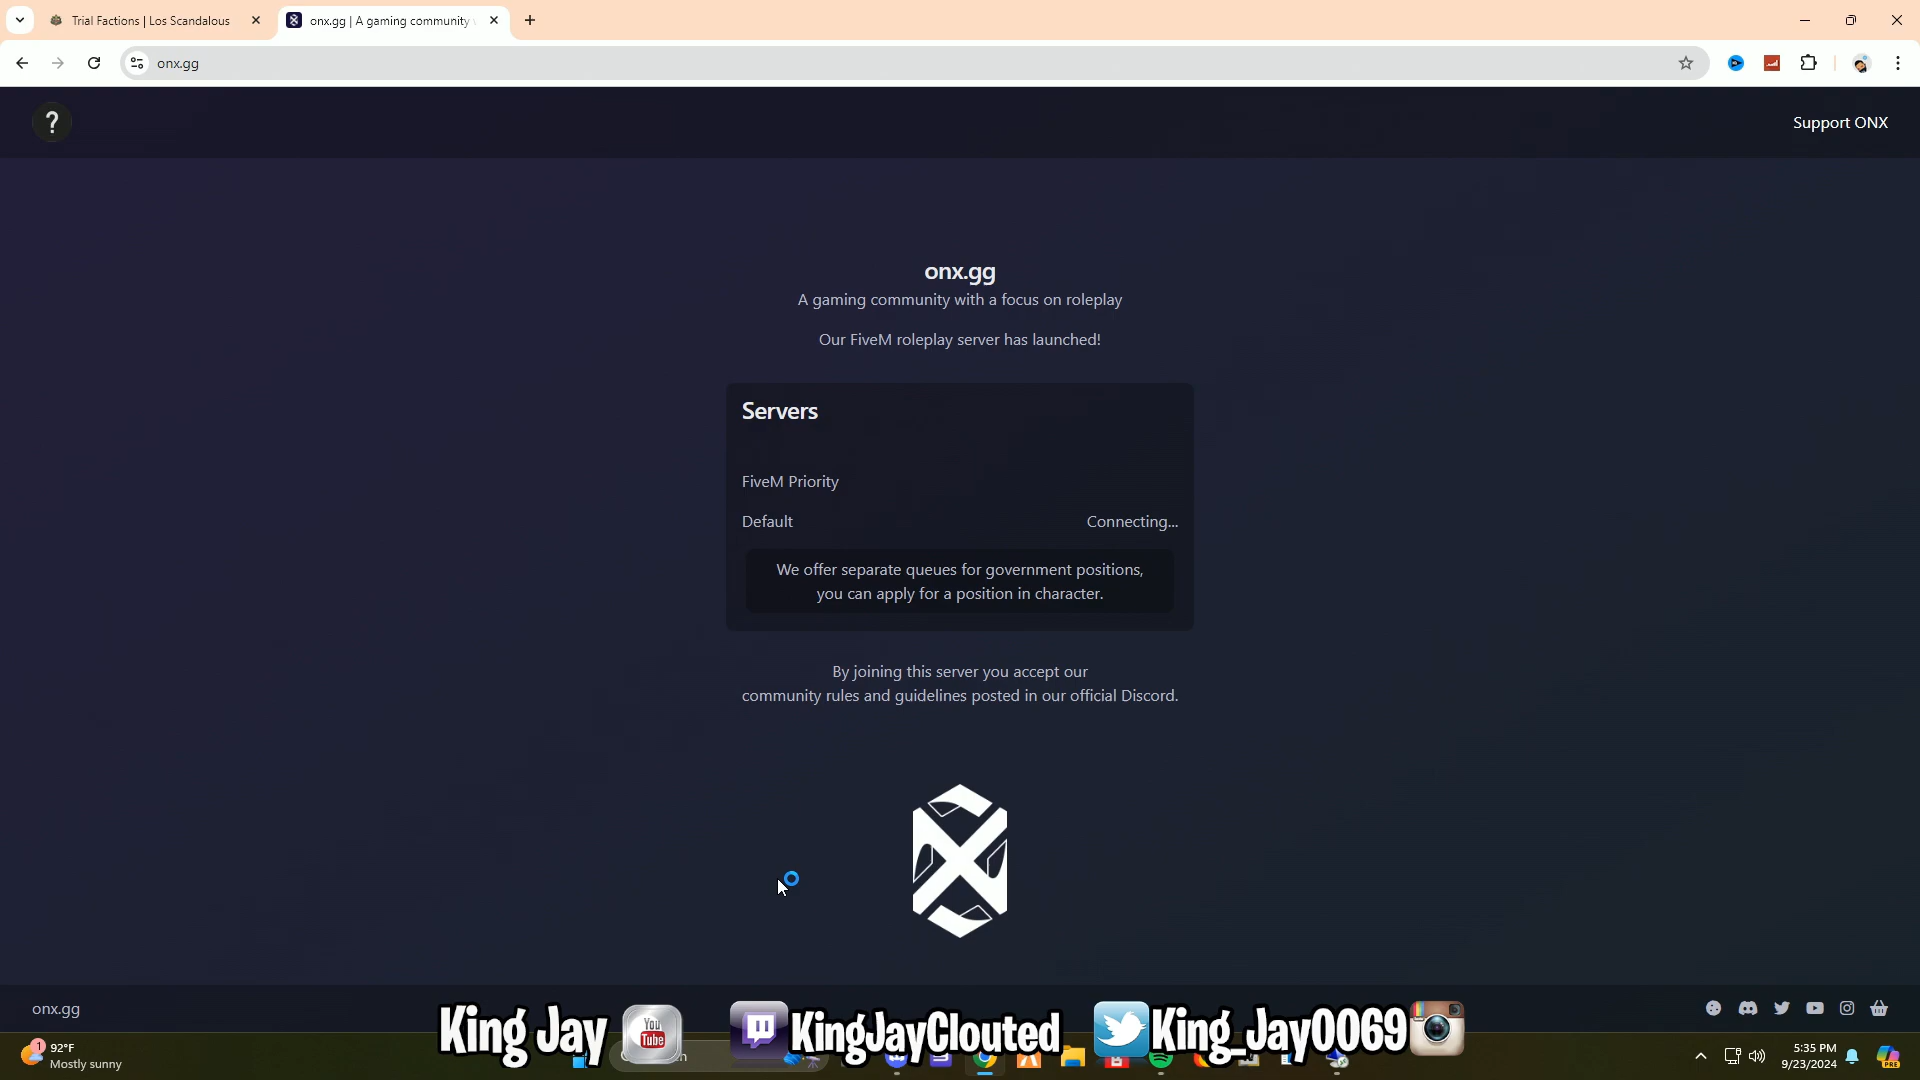 Trial Factions | Los Scandalous
onx.gg | A gaming community
onx.gg
?
Support ONX
onx.gg
A gaming community with a focus on roleplay
Our FiveM roleplay server has launched!
Servers
FiveM Priority
Default
Connecting...
We offer separate queues for government positions,
you can apply for a position in character.
By joining this server you accept our
community rules and guidelines posted in our official Discord.
onx.gg
King Jay
You
Tube
KingJayClouted
King_Jay0069
1
92°F
Mostly sunny
5:35 PM
9/23/2024
PRE